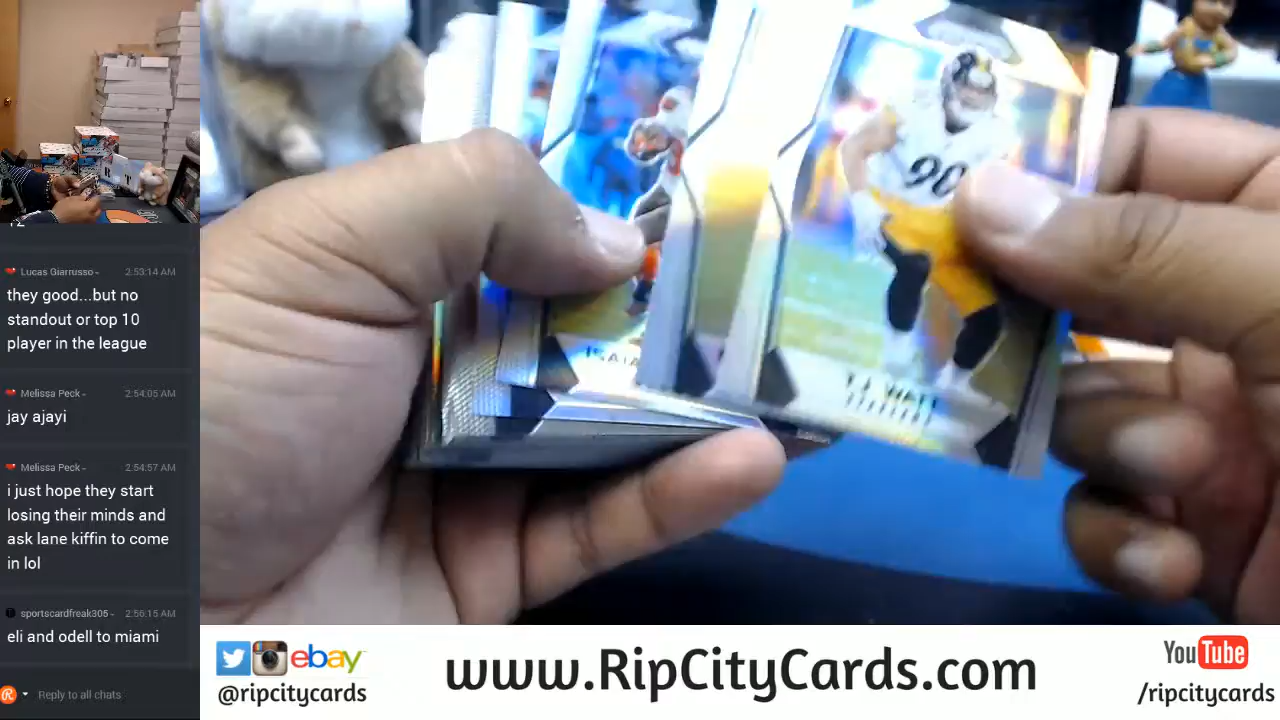 12
Lucas Giarrusso 2:53:14 AM
they good...but no
standout or top 10
player in the league
Melissa Peck 2:54:05 AM
jay ajayi
Melissa Peck 2:54:57 AM
i just hope they start
losing their minds and
ask lane kiffin to come
in lol
sportscardfreak305 2:56:15 AM
eli and odell to miami
Reply to all chats
90
ISAIA
T.J. WATT
ebay
@ripcitycards
www.RipCityCards.com
YouTube
/ripcitycards